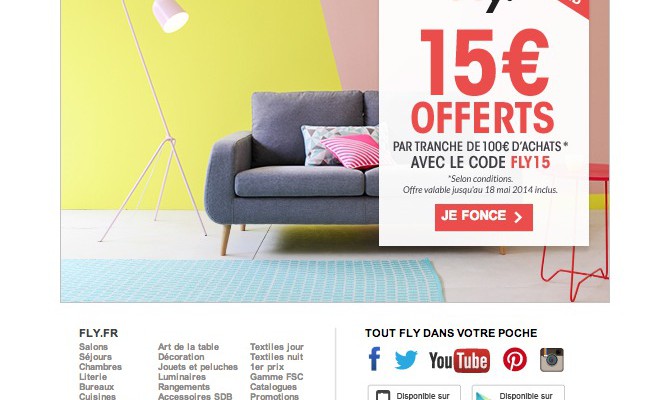 15€
OFFERTS
PAR TRANCHE DE 100€ D'ACHATS*
AVEC LE CODE FLY15
*Selon conditions.
Offre valable jusqu'au 18 mai 2014 inclus.
JE FONCE
FLY.FR
Salons
Séjours
Chambres
Literie
Bureaux
Cuisines
Art de la table
Décoration
Jouets et peluches
Luminaires
Rangements
Accessoires SDB
Textiles jour
Textiles nuit
1er prix
Gamme FSC
Catalogues
Promotions
TOUT FLY DANS VOTRE POCHE
YouTube
Disponible sur
Disponible sur